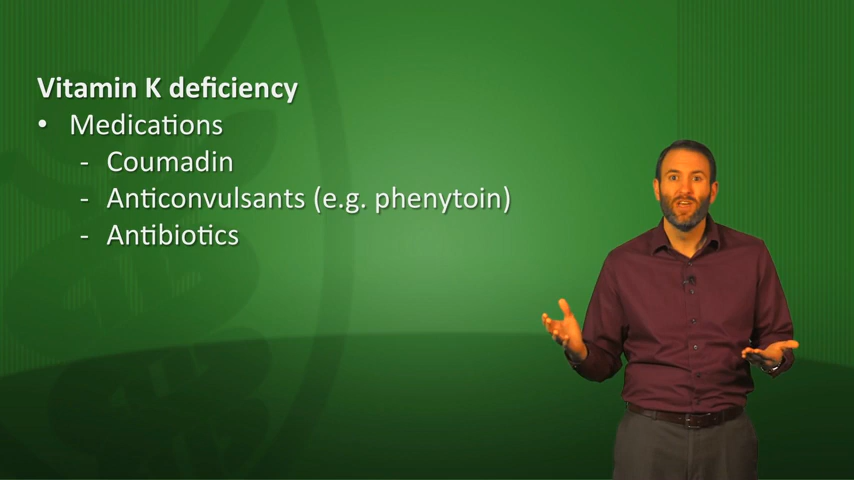 Vitamin K deficiency
• Medications
- Coumadin
- Anticonvulsants (e.g. phenytoin)
- Antibiotics